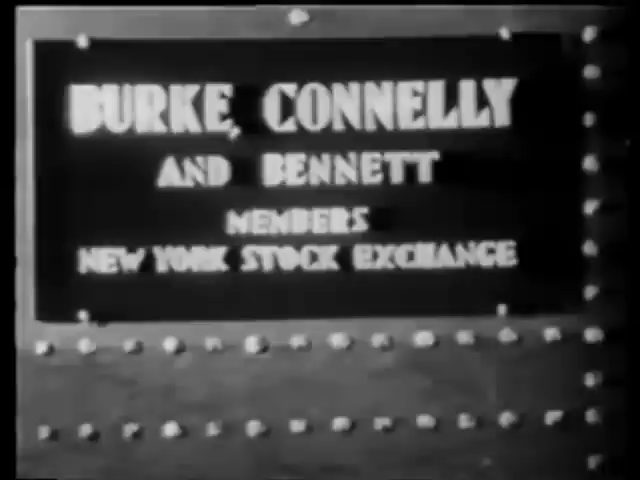 BURKE, CONNELLY
AND BENNETT
MEMBERS
NEW YORK STOCK EXCHANGE